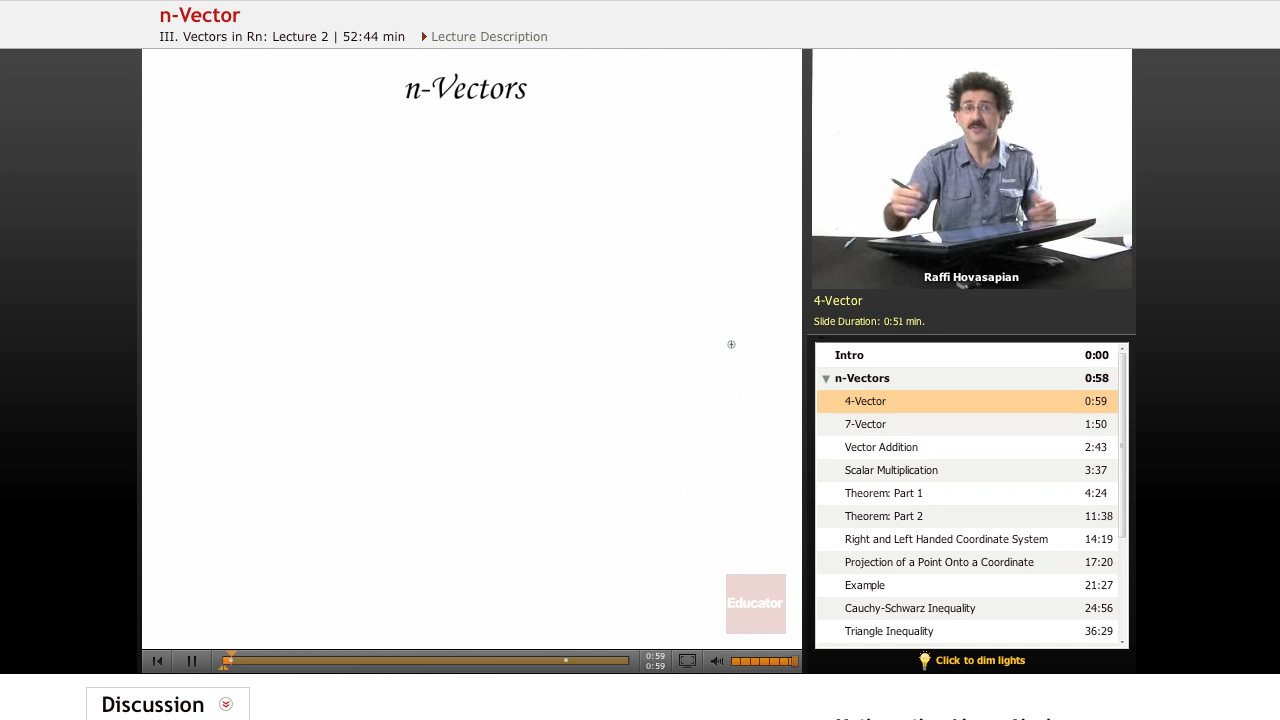 n-Vector
III. Vectors in Rn: Lecture 2 | 52:44 min Lecture Description
n-Vectors
Educator
0:59
0:59
Raffi Hovasapian
4-Vector
Slide Duration: 0:51 min.
Intro 0:00
n-Vectors 0:58
4-Vector 0:59
7-Vector 1:50
Vector Addition 2:43
Scalar Multiplication 3:37
Theorem: Part 1 4:24
Theorem: Part 2 11:38
Right and Left Handed Coordinate System 14:19
Projection of a Point Onto a Coordinate 17:20
Example 21:27
Cauchy-Schwarz Inequality 24:56
Triangle Inequality 36:29
Click to dim lights
Discussion